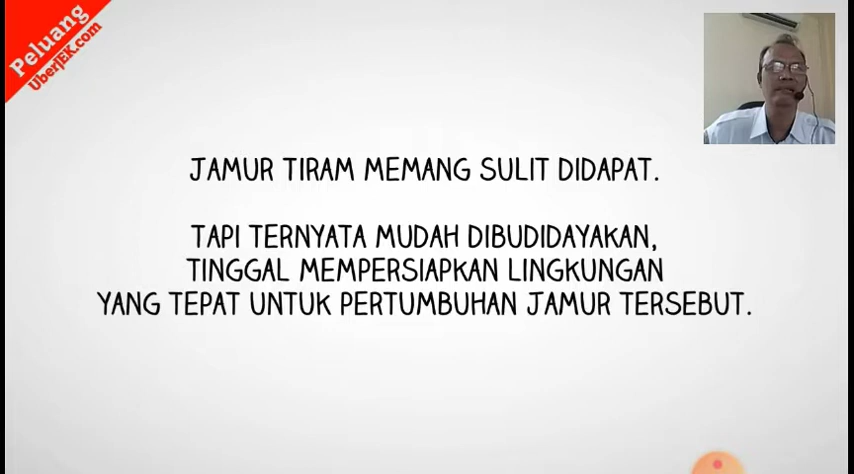 Peluang
UberJEK.com
JAMUR TIRAM MEMANG SULIT DIDAPAT.
TAPI TERNYATA MUDAH DIBUDIDAYAKAN,
TINGGAL MEMPERSIAPKAN LINGKUNGAN
YANG TEPAT UNTUK PERTUMBUHAN JAMUR TERSEBUT.